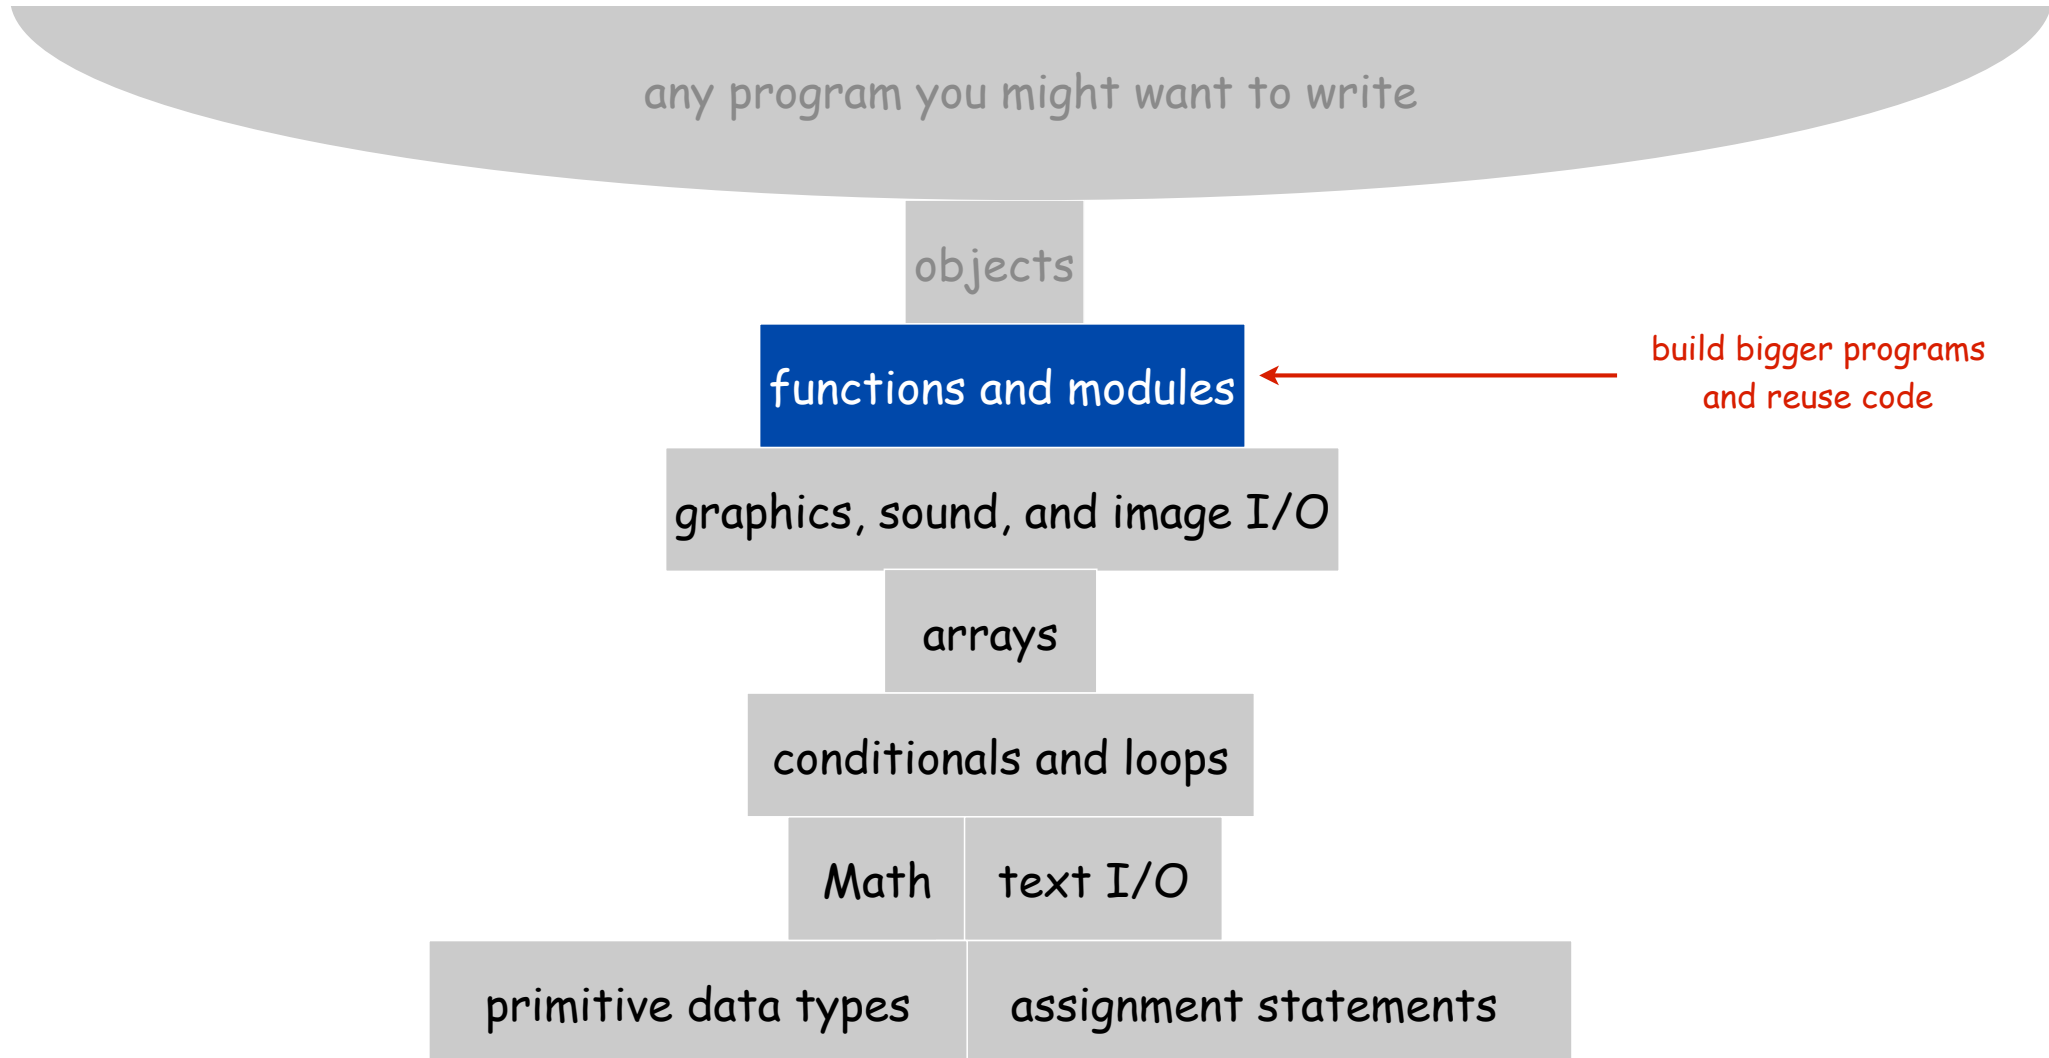 any program you might want to write
objects
functions and modules
build bigger programs
and reuse code
graphics, sound, and image I/O
arrays
conditionals and loops
Math
text I/O
primitive data types
assignment statements